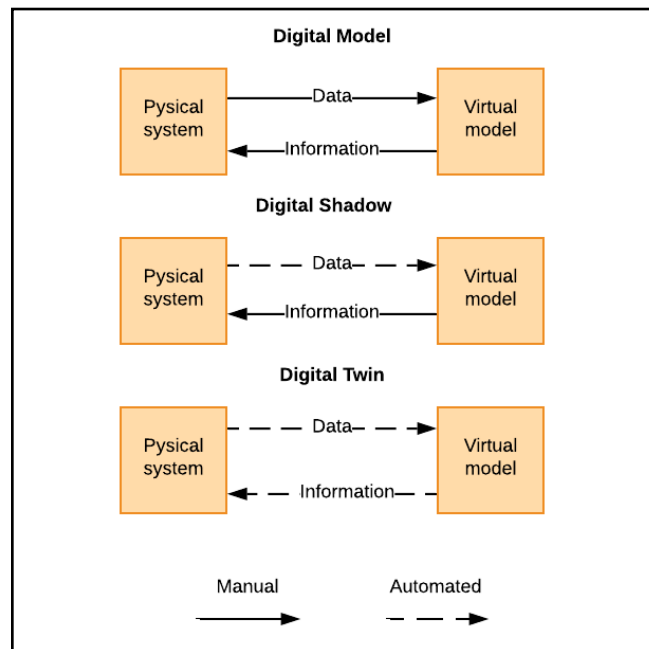 Digital Model
Pysical
system
Data
Information
Virtual
model
Digital Shadow
Pysical
system
Data
Information
Virtual
model
Digital Twin
Pysical
system
Data
Information
Virtual
model
Manual
Automated